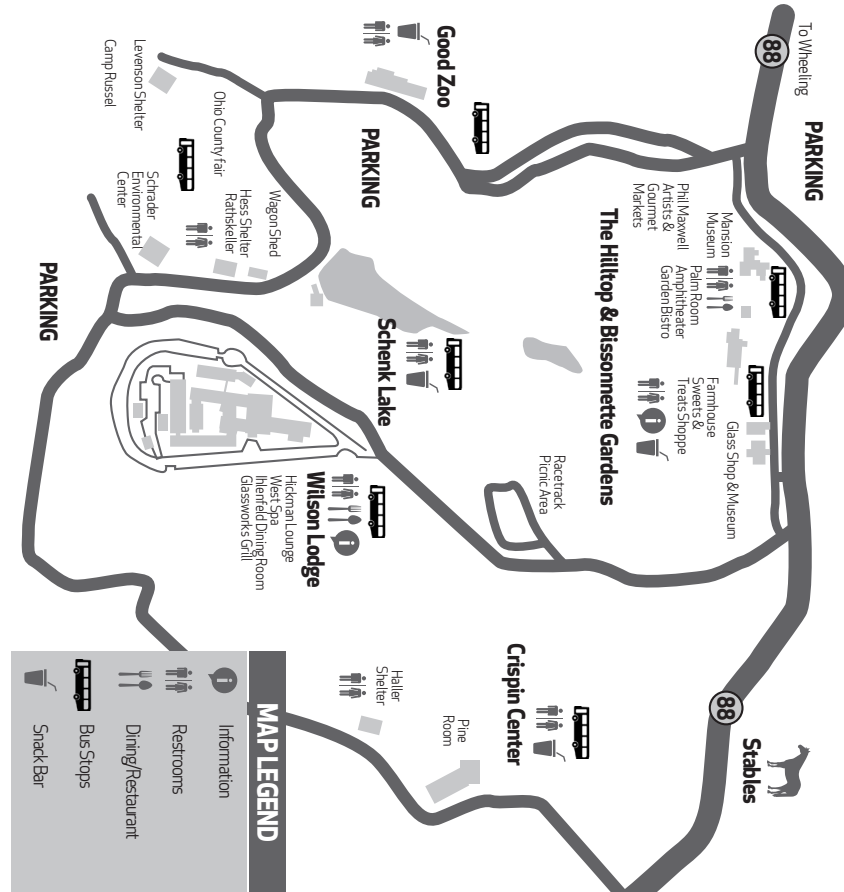 To Wheeling
88
PARKING
Good Zoo
Levenson Shelter
Camp Russel
Ohio County fair
PARKING
Wagon Shed
Hess Shelter
Rathskeller
Schrader
Environmental
Center
PARKING
Phil Maxwell
Artists &
Gourmet
Markets
Mansion
Museum
Palm Room
Amphitheater
Garden Bistro
The Hilltop & Bissonnette Gardens
Farmhouse
Sweets &
Treats Shoppe
Glass Shop & Museum
Schenk Lake
Racetrack
Picnic Area
Wilson Lodge
Hickman Lounge
West Spa
Ihlenfeld Dining Room
Glassworks Grill
Crispin Center
Haller
Shelter
Pine
Room
88
Stables
MAP LEGEND
Information
Restrooms
Dining/Restaurant
Bus Stops
Snack Bar